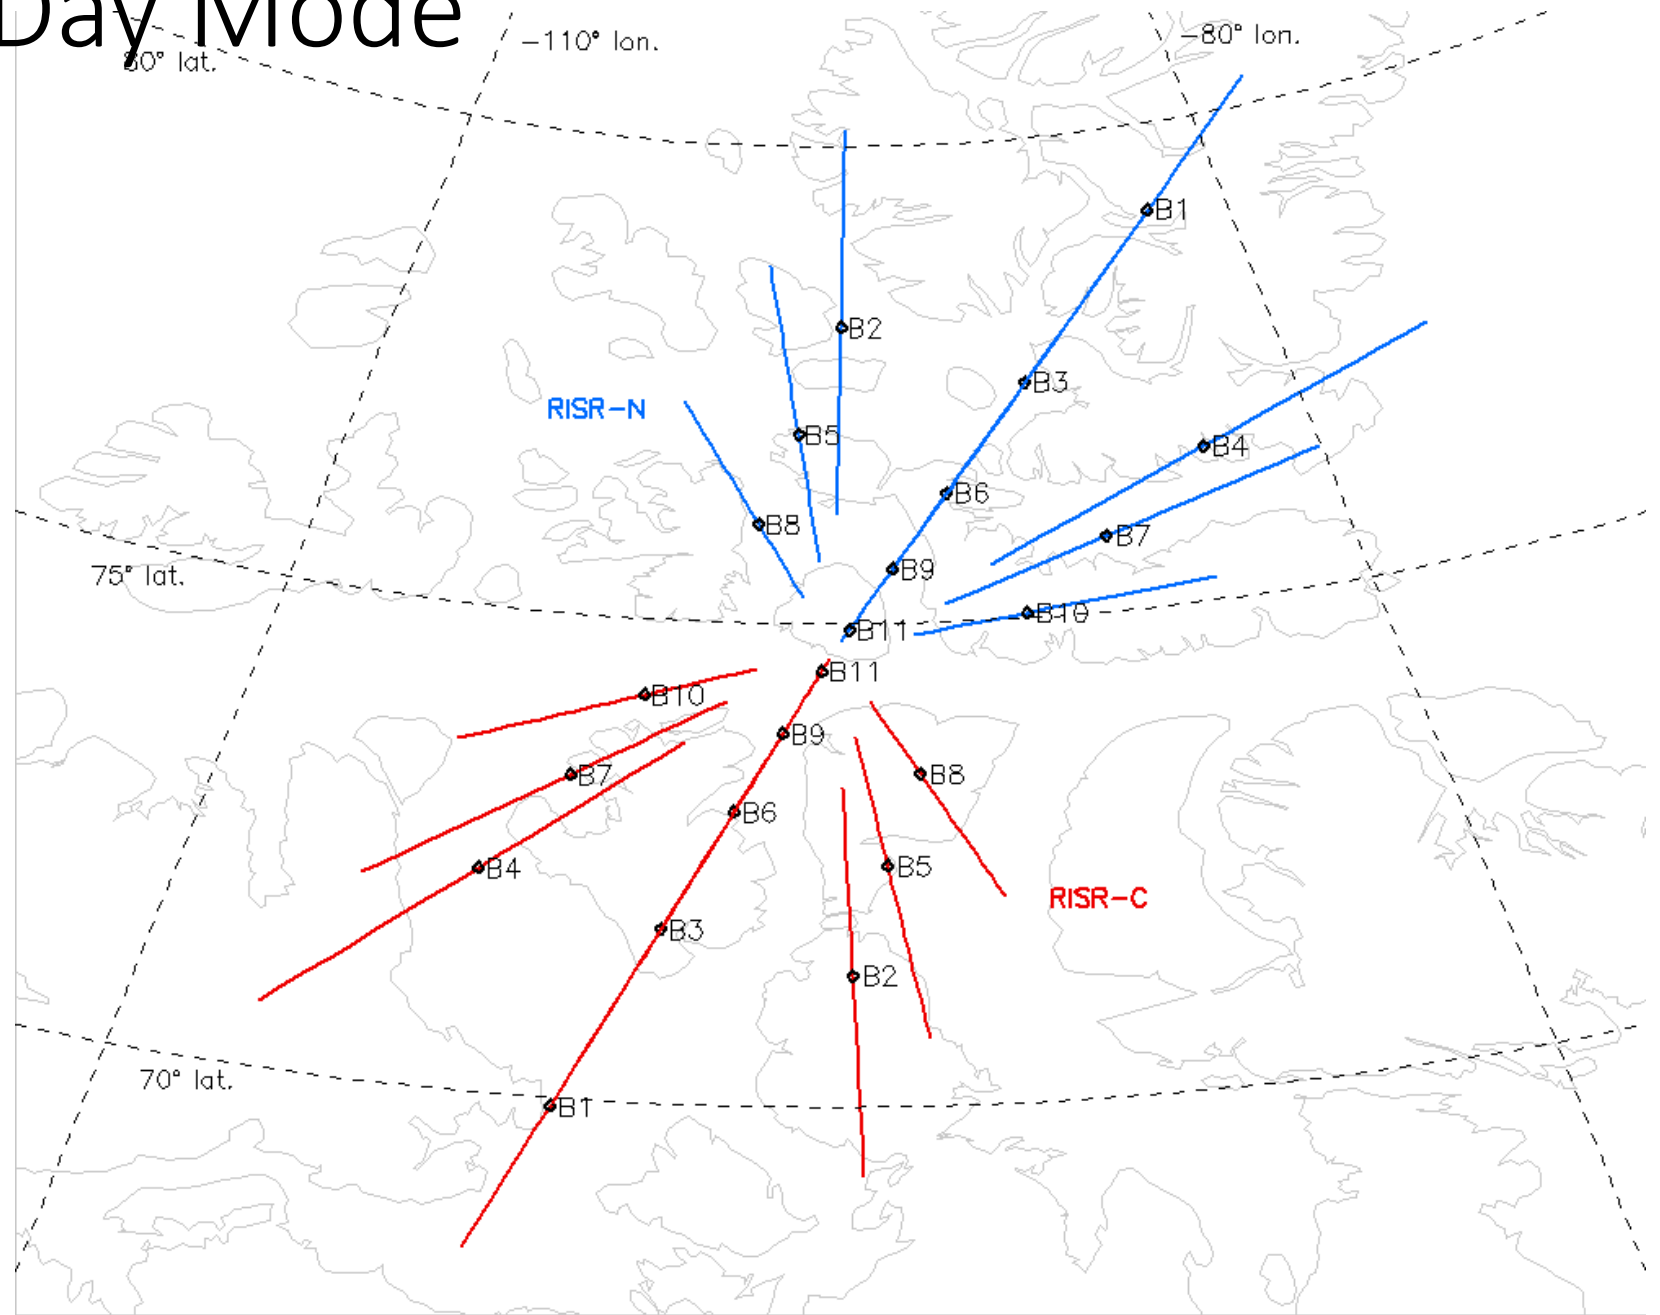 Day Mode
80° lat.
-110° lon.
-80° lon.
B1
B2
B3
RISR-N
B5
B4
B6
B8
B7
B9
75° lat.
B10
B11
B11
B10
B9
B7
B8
B6
B4
B5
RISR-C
B3
B2
70° lat.
B1